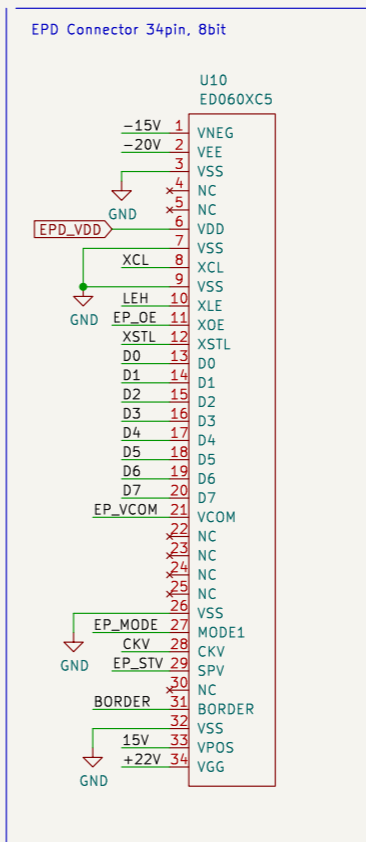 EPD Connector 34pin, 8bit
U10
ED060XC5
-15V 1 VNEG
-20V 2 VEE
3 VSS
4 NC
GND 5 NC
EPD_VDD 6 VDD
7 VSS
XCL 8 XCL
9 VSS
LEH 10 XLE
GND EP_OE 11 XOE
XSTL 12 XSTL
D0 13 D0
D1 14 D1
D2 15 D2
D3 16 D3
D4 17 D4
D5 18 D5
D6 19 D6
D7 20 D7
EP_VCOM 21 VCOM
22 NC
23 NC
24 NC
25 NC
26 VSS
EP_MODE 27 MODE1
CKV 28 CKV
GND EP_STV 29 SPV
30 NC
BORDER 31 BORDER
32 VSS
15V 33 VPOS
+22V 34 VGG
GND